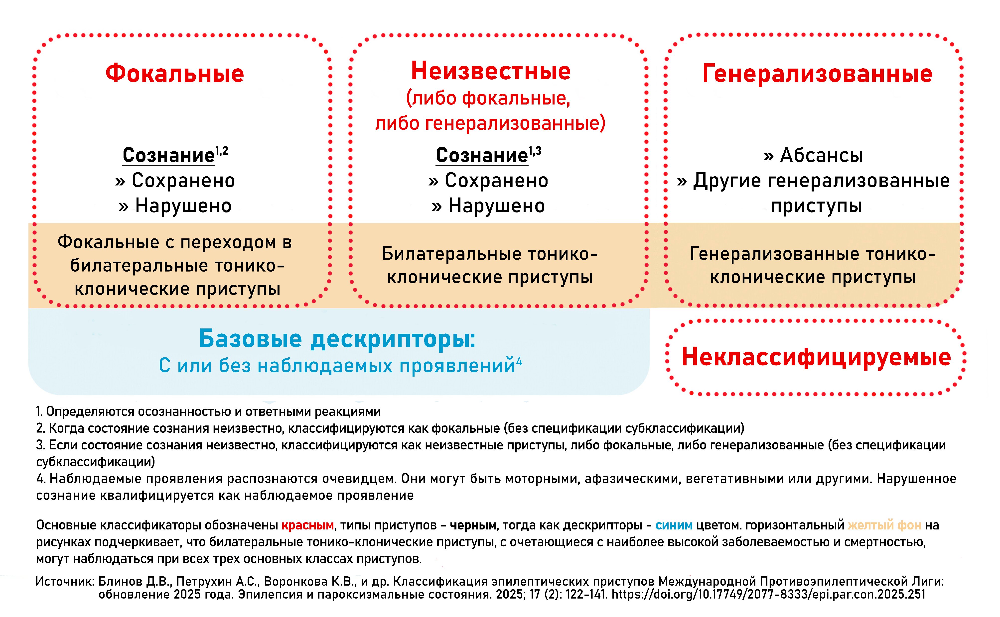 Фокальные
Сознание1,2
» Сохранено
» Нарушено
Фокальные с переходом в
билатеральные тонико-
клонические приступы
Неизвестные
(либо фокальные,
либо генерализованные)
Сознание1,3
» Сохранено
» Нарушено
Билатеральные тонико-
клонические приступы
Генерализованные
» Абсансы
» Другие генерализованные
приступы
Генерализованные тонико-
клонические приступы
Базовые дескрипторы:
С или без наблюдаемых проявлений4
Неклассифицируемые
1. Определяются осознанностью и ответными реакциями
2. Когда состояние сознания неизвестно, классифицируются как фокальные (без спецификации субклассификации)
3. Если состояние сознания неизвестно, классифицируются как неизвестные приступы, либо фокальные, либо генерализованные (без спецификации
субклассификации)
4. Наблюдаемые проявления распознаются очевидцем. Они могут быть моторными, афазическими, вегетативными или другими. Нарушенное
сознание квалифицируется как наблюдаемое проявление
Основные классификаторы обозначены красным, типы приступов – черным, тогда как дескрипторы – синим цветом. горизонтальный желтый фон на
рисунках подчеркивает, что билатеральные тонико-клонические приступы, с очетающиеся с наиболее высокой заболеваемостью и смертностью,
могут наблюдаться при всех трех основных классах приступов.
Источник: Блинов Д.В., Петрухин А.С., Воронкова К.В., и др. Классификация эпилептических приступов Международной Противоэпилептической Лиги:
обновление 2025 года. Эпилепсия и пароксизмальные состояния. 2025; 17 (2): 122-141. https://doi.org/10.17749/2077-8333/epi.par.con.2025.251